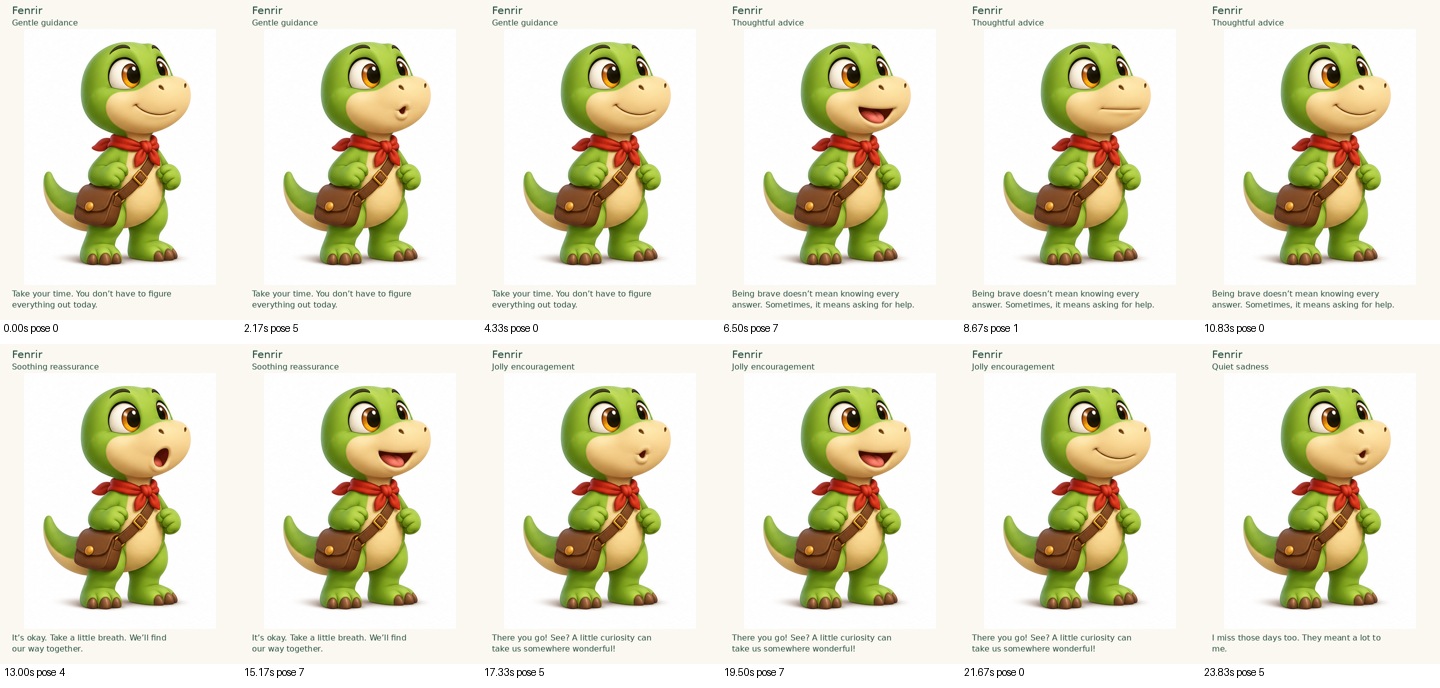 Fenrir
Gentle guidance
Take your time. You don’t have to figure
everything out today.
0.00s pose 0
Fenrir
Gentle guidance
Take your time. You don’t have to figure
everything out today.
2.17s pose 5
Fenrir
Gentle guidance
Take your time. You don’t have to figure
everything out today.
4.33s pose 0
Fenrir
Thoughtful advice
Being brave doesn’t mean knowing every
answer. Sometimes, it means asking for help.
6.50s pose 7
Fenrir
Thoughtful advice
Being brave doesn’t mean knowing every
answer. Sometimes, it means asking for help.
8.67s pose 1
Fenrir
Thoughtful advice
Being brave doesn’t mean knowing every
answer. Sometimes, it means asking for help.
10.83s pose 0
Fenrir
Soothing reassurance
It’s okay. Take a little breath. We’ll find
our way together.
13.00s pose 4
Fenrir
Soothing reassurance
It’s okay. Take a little breath. We’ll find
our way together.
15.17s pose 7
Fenrir
Jolly encouragement
There you go! See? A little curiosity can
take us somewhere wonderful!
17.33s pose 5
Fenrir
Jolly encouragement
There you go! See? A little curiosity can
take us somewhere wonderful!
19.50s pose 7
Fenrir
Jolly encouragement
There you go! See? A little curiosity can
take us somewhere wonderful!
21.67s pose 0
Fenrir
Quiet sadness
I miss those days too. They meant a lot to
me.
23.83s pose 5